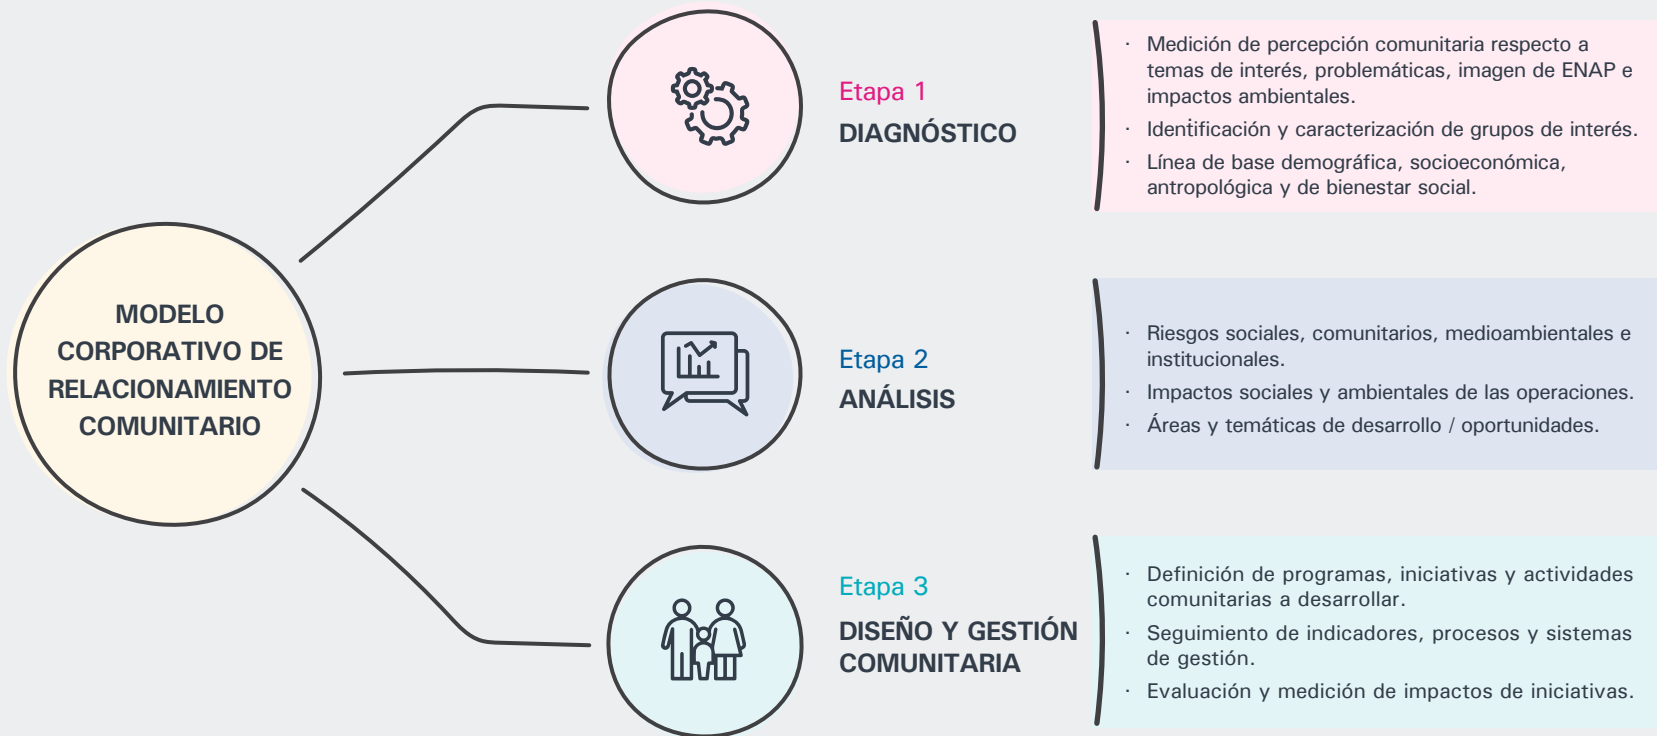 MODELO
CORPORATIVO DE
RELACIONAMIENTO
COMUNITARIO
Etapa 1
DIAGNÓSTICO
· Medición de percepción comunitaria respecto a
temas de interés, problemáticas, imagen de ENAP e
impactos ambientales.
· Identificación y caracterización de grupos de interés.
· Línea de base demográfica, socioeconómica,
antropológica y de bienestar social.
Etapa 2
ANÁLISIS
· Riesgos sociales, comunitarios, medioambientales e
institucionales.
· Impactos sociales y ambientales de las operaciones.
· Áreas y temáticas de desarrollo / oportunidades.
Etapa 3
DISEÑO Y GESTIÓN
COMUNITARIA
· Definición de programas, iniciativas y actividades
comunitarias a desarrollar.
· Seguimiento de indicadores, procesos y sistemas
de gestión.
· Evaluación y medición de impactos de iniciativas.